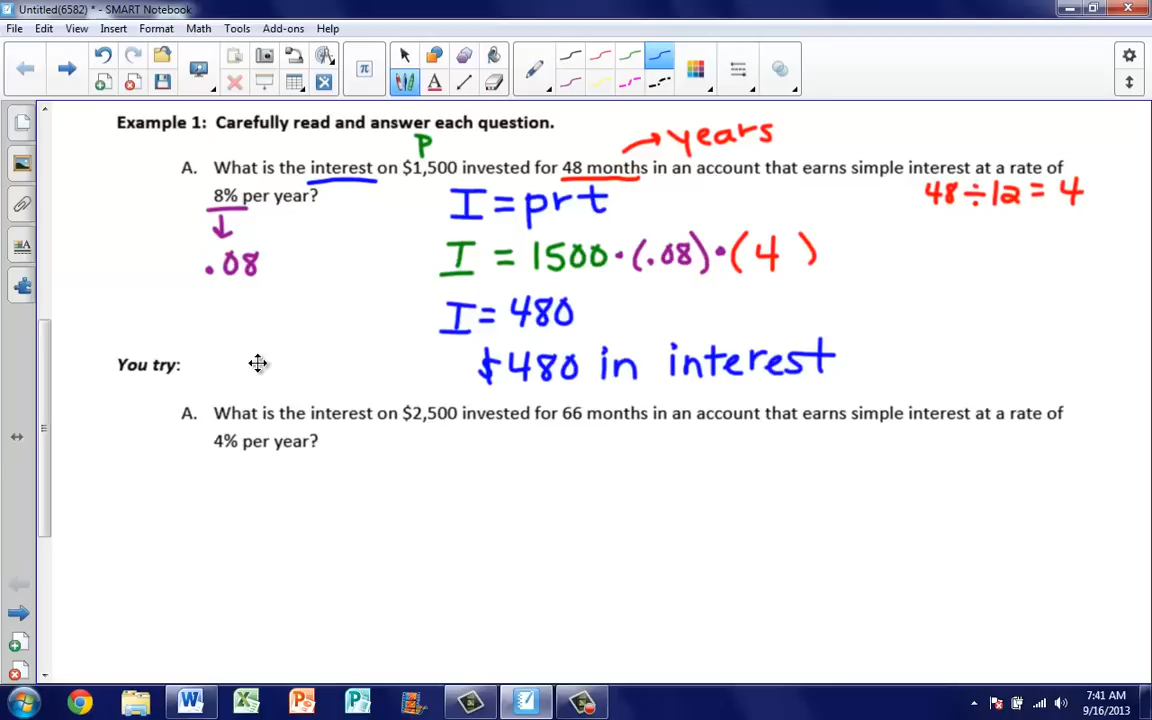 Untitled(6582) * - SMART Notebook
File Edit View Insert Format Math Tools Add-ons Help
Example 1: Carefully read and answer each question.
P
years
A. What is the interest on $1,500 invested for 48 months in an account that earns simple interest at a rate of
8% per year?
48 ÷ 12 = 4
I = prt
.08
I = 1500 · (.08) · (4 )
I = 480
$480 in interest
You try:
A. What is the interest on $2,500 invested for 66 months in an account that earns simple interest at a rate of
4% per year?
7:41 AM
9/16/2013